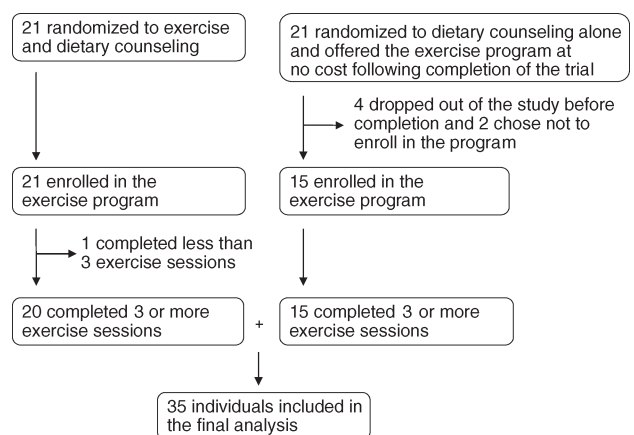 21 randomized to exercise
and dietary counseling
21 randomized to dietary counseling alone
and offered the exercise program at
no cost following completion of the trial
4 dropped out of the study before
completion and 2 chose not to
enroll in the program
21 enrolled in the
exercise program
15 enrolled in the
exercise program
1 completed less than
3 exercise sessions
20 completed 3 or more
exercise sessions
+
15 completed 3 or more
exercise sessions
35 individuals included in
the final analysis